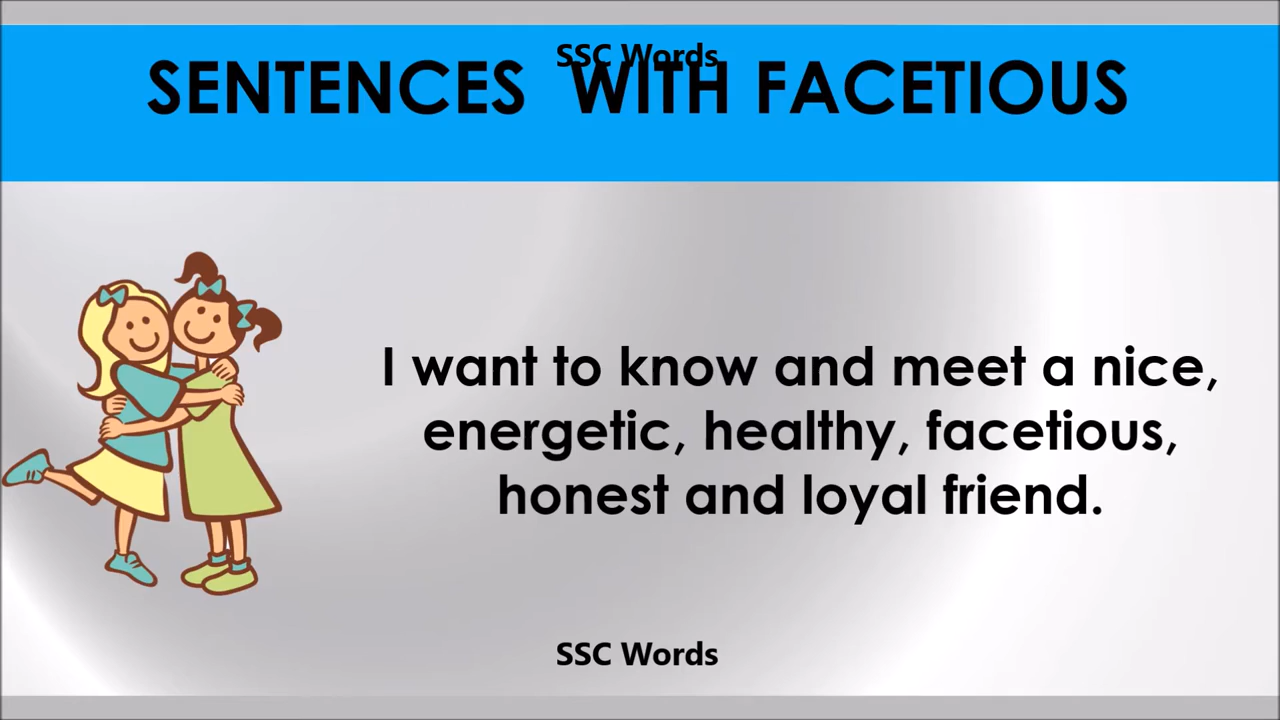 SSC Words
SENTENCES WITH FACETIOUS
I want to know and meet a nice,
energetic, healthy, facetious,
honest and loyal friend.
SSC Words